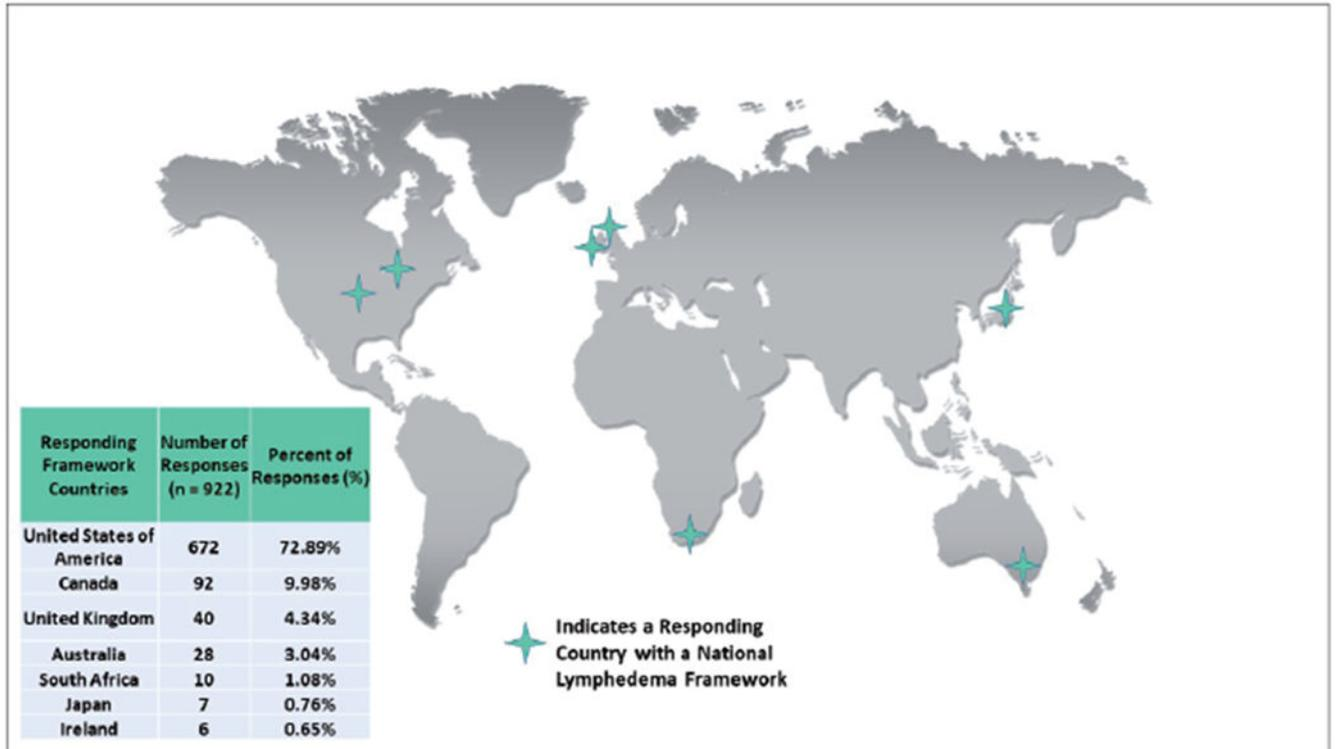 Responding
Framework
Countries
Number of
Responses
(n = 922)
Percent of
Responses (%)
United States of
America
672
72.89%
Canada
92
9.98%
United Kingdom
40
4.34%
Australia
28
3.04%
South Africa
10
1.08%
Japan
7
0.76%
Ireland
6
0.65%
Indicates a Responding
Country with a National
Lymphedema Framework